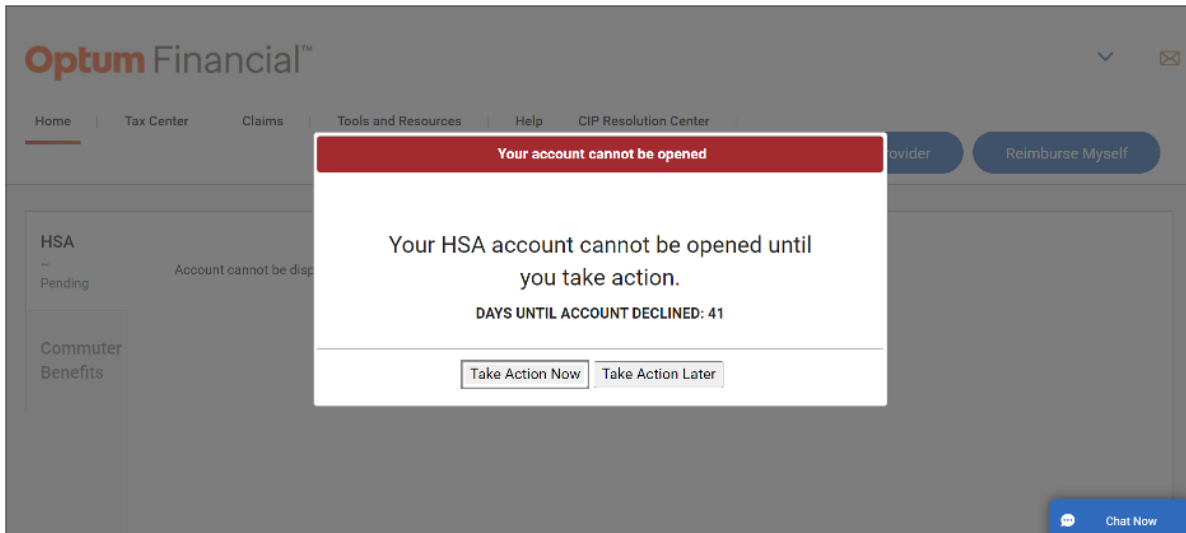 Optum Financial™
Home Tax Center Claims Tools and Resources Help CIP Resolution Center
Your account cannot be opened
ovider Reimburse Myself
HSA
~
Pending
Account cannot be disp
Your HSA account cannot be opened until
you take action.
DAYS UNTIL ACCOUNT DECLINED: 41
Commuter
Benefits
Take Action Now Take Action Later
Chat Now